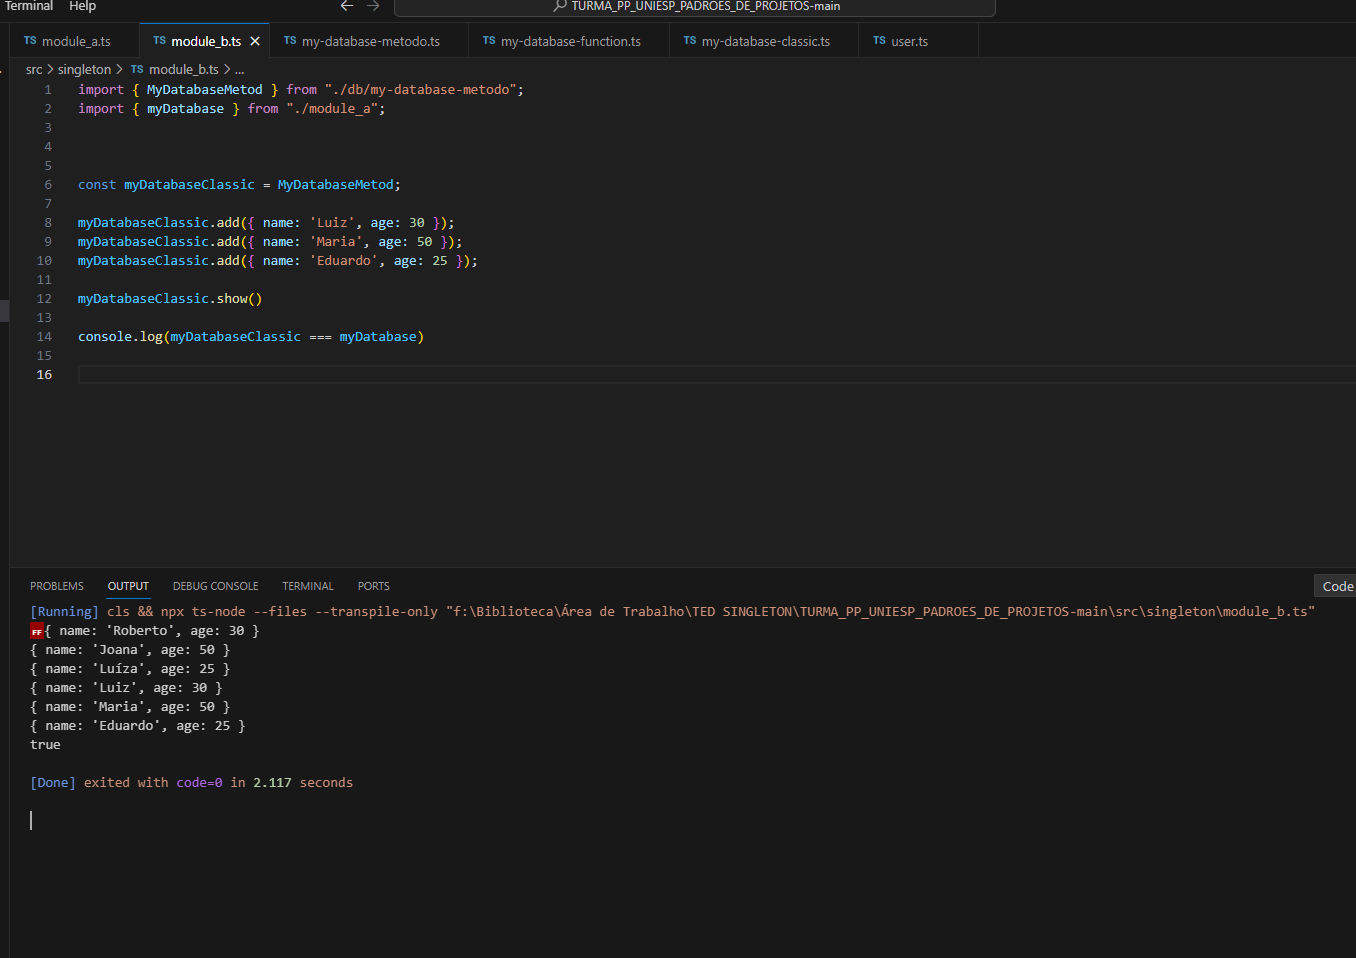 Terminal Help ← → TURMA_PP_UNIESP_PADROES_DE_PROJETOS-main
TS module_a.ts TS module_b.ts × TS my-database-metodo.ts TS my-database-function.ts TS my-database-classic.ts TS user.ts
src > singleton > TS module_b.ts > ...
1 import { MyDatabaseMetod } from "./db/my-database-metodo";
2 import { myDatabase } from "./module_a";
3
4
5
6 const myDatabaseClassic = MyDatabaseMetod;
7
8 myDatabaseClassic.add({ name: 'Luiz', age: 30 });
9 myDatabaseClassic.add({ name: 'Maria', age: 50 });
10 myDatabaseClassic.add({ name: 'Eduardo', age: 25 });
11
12 myDatabaseClassic.show()
13
14 console.log(myDatabaseClassic === myDatabase)
15
16
PROBLEMS OUTPUT DEBUG CONSOLE TERMINAL PORTS Code
[Running] cls && npx ts-node --files --transpile-only "f:\Biblioteca\Área de Trabalho\TED SINGLETON\TURMA_PP_UNIESP_PADROES_DE_PROJETOS-main\src\singleton\module_b.ts"
FF{ name: 'Roberto', age: 30 }
{ name: 'Joana', age: 50 }
{ name: 'Luíza', age: 25 }
{ name: 'Luiz', age: 30 }
{ name: 'Maria', age: 50 }
{ name: 'Eduardo', age: 25 }
true
[Done] exited with code=0 in 2.117 seconds